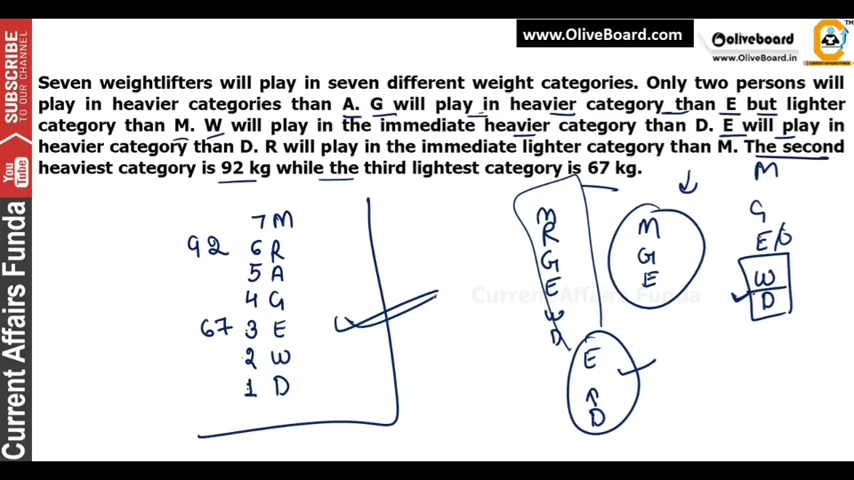 www.OliveBoard.com
oliveboard
www.OliveBoard.in
SUBSCRIBE
TO OUR CHANNEL
You
Tube
Current Affairs Funda
Seven weightlifters will play in seven different weight categories. Only two persons will
play in heavier categories than A. G will play in heavier category than E but lighter
category than M. W will play in the immediate heavier category than D. E will play in
heavier category than D. R will play in the immediate lighter category than M. The second
heaviest category is 92 kg while the third lightest category is 67 kg.
7 M
92 6 R
5 A
4 G
67 3 E
2 W
1 D
M
R
G
E
W
D
M
G
E
E
D
M
G
E/D
W
D
Current Affairs Funda